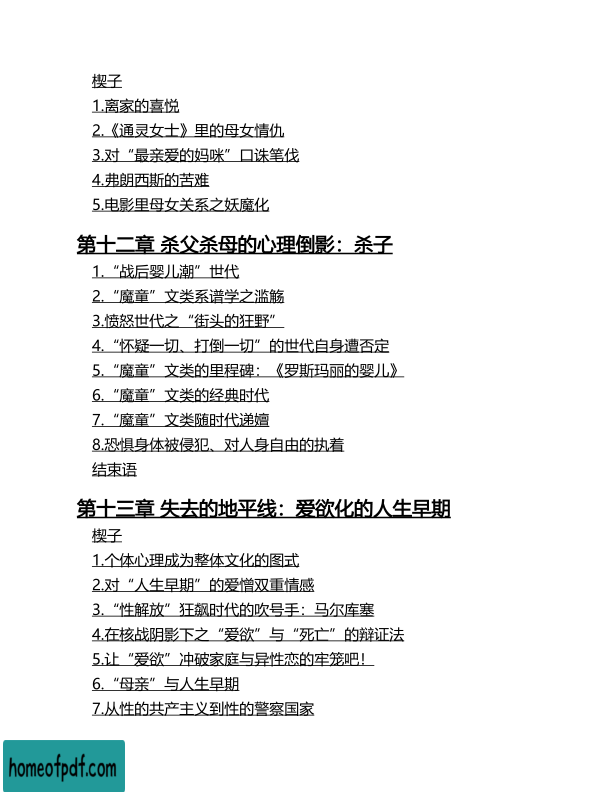 楔子
1.离家的喜悦
2.《通灵女士》里的母女情仇
3.对“最亲爱的妈咪”口诛笔伐
4.弗朗西斯的苦难
5.电影里母女关系之妖魔化
第十二章 杀父杀母的心理倒影：杀子
1.“战后婴儿潮”世代
2.“魔童”文类系谱学之滥觞
3.愤怒世代之“街头的狂野”
4.“怀疑一切、打倒一切”的世代自身遭否定
5.“魔童”文类的里程碑：《罗斯玛丽的婴儿》
6.“魔童”文类的经典时代
7.“魔童”文类随时代递嬗
8.恐惧身体被侵犯、对人身自由的执着
结束语
第十三章 失去的地平线：爱欲化的人生早期
楔子
1.个体心理成为整体文化的图式
2.对“人生早期”的爱憎双重情感
3.“性解放”狂飙时代的吹号手：马尔库塞
4.在核战阴影下之“爱欲”与“死亡”的辩证法
5.让“爱欲”冲破家庭与异性恋的牢笼吧！
6.“母亲”与人生早期
7.从性的共产主义到性的警察国家
homeofpdf.com